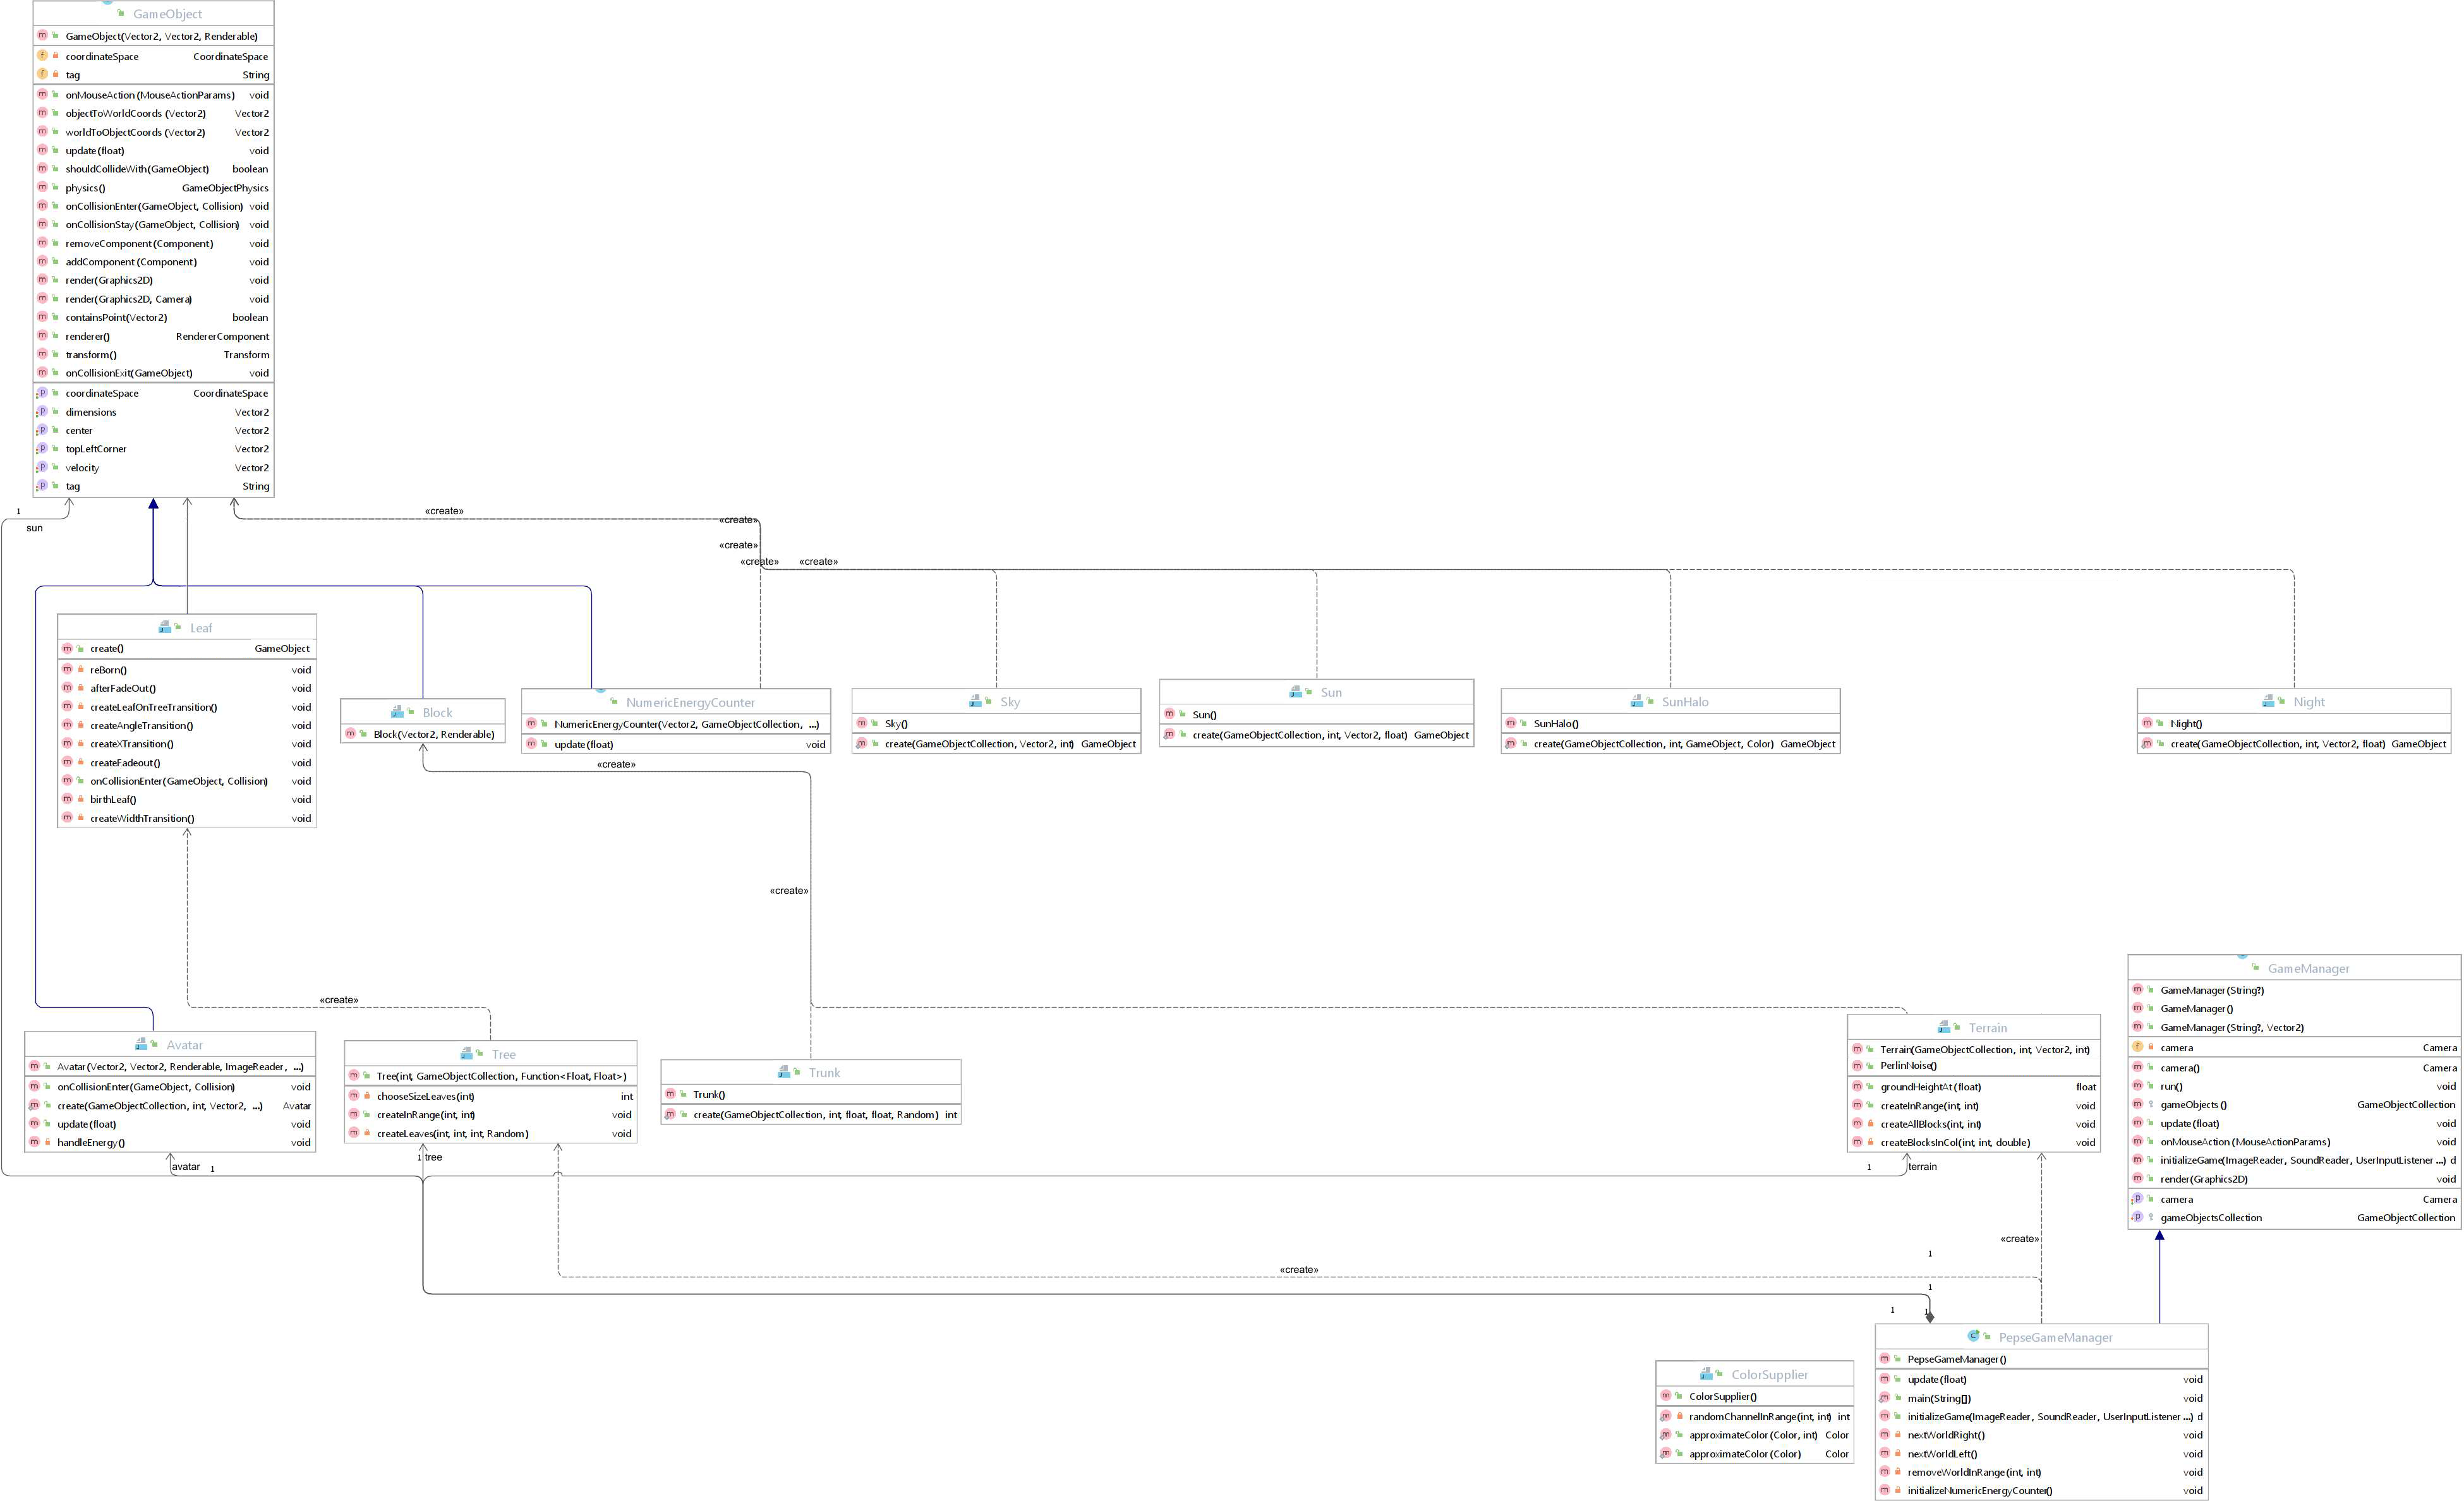 GameObject
GameObject(Vector2, Vector2, Renderable)
coordinateSpace CoordinateSpace
tag String
onMouseAction(MouseActionParams) void
objectToWorldCoords(Vector2) Vector2
worldToObjectCoords(Vector2) Vector2
update(float) void
shouldCollideWith(GameObject) boolean
physics() GameObjectPhysics
onCollisionEnter(GameObject, Collision) void
onCollisionStay(GameObject, Collision) void
removeComponent(Component) void
addComponent(Component) void
render(Graphics2D) void
render(Graphics2D, Camera) void
containsPoint(Vector2) boolean
renderer() RendererComponent
transform() Transform
onCollisionExit(GameObject) void
coordinateSpace CoordinateSpace
dimensions Vector2
center Vector2
topLeftCorner Vector2
velocity Vector2
tag String
1
sun
«create»
«create»
«create»
«create»
«create»
Leaf
create() GameObject
reBorn() void
afterFadeOut() void
createLeafOnTreeTransition() void
createAngleTransition() void
createXTransition() void
createFadeout() void
onCollisionEnter(GameObject, Collision) void
birthLeaf() void
createWidthTransition() void
Block
Block(Vector2, Renderable)
NumericEnergyCounter
NumericEnergyCounter(Vector2, GameObjectCollection, ...)
update(float) void
Sky
Sky()
create(GameObjectCollection, Vector2, int) GameObject
Sun
Sun()
create(GameObjectCollection, int, Vector2, float) GameObject
SunHalo
SunHalo()
create(GameObjectCollection, int, GameObject, Color) GameObject
Night
Night()
create(GameObjectCollection, int, Vector2, float) GameObject
«create»
«create»
«create»
Avatar
Avatar(Vector2, Vector2, Renderable, ImageReader, ...)
onCollisionEnter(GameObject, Collision) void
create(GameObjectCollection, int, Vector2, ...) Avatar
update(float) void
handleEnergy() void
Tree
Tree(int, GameObjectCollection, Function<Float, Float>)
chooseSizeLeaves(int) int
createInRange(int, int) void
createLeaves(int, int, int, Random) void
Trunk
Trunk()
create(GameObjectCollection, int, float, float, Random) int
Terrain
Terrain(GameObjectCollection, int, Vector2, int)
PerlinNoise()
groundHeightAt(float) float
createInRange(int, int) void
createAllBlocks(int, int) void
createBlocksInCol(int, int, double) void
GameManager
GameManager(String?)
GameManager()
GameManager(String?, Vector2)
camera Camera
camera() Camera
run() void
gameObjects() GameObjectCollection
update(float) void
onMouseAction(MouseActionParams) void
initializeGame(ImageReader, SoundReader, UserInputListener ...) d
render(Graphics2D) void
camera Camera
gameObjectsCollection GameObjectCollection
avatar 1
1 tree
1 terrain
«create»
1
«create»
1
1
1
ColorSupplier
ColorSupplier()
randomChannelInRange(int, int) int
approximateColor(Color, int) Color
approximateColor(Color) Color
PepseGameManager
PepseGameManager()
update(float) void
main(String[]) void
initializeGame(ImageReader, SoundReader, UserInputListener ...) d
nextWorldRight() void
nextWorldLeft() void
removeWorldInRange(int, int) void
initializeNumericEnergyCounter() void